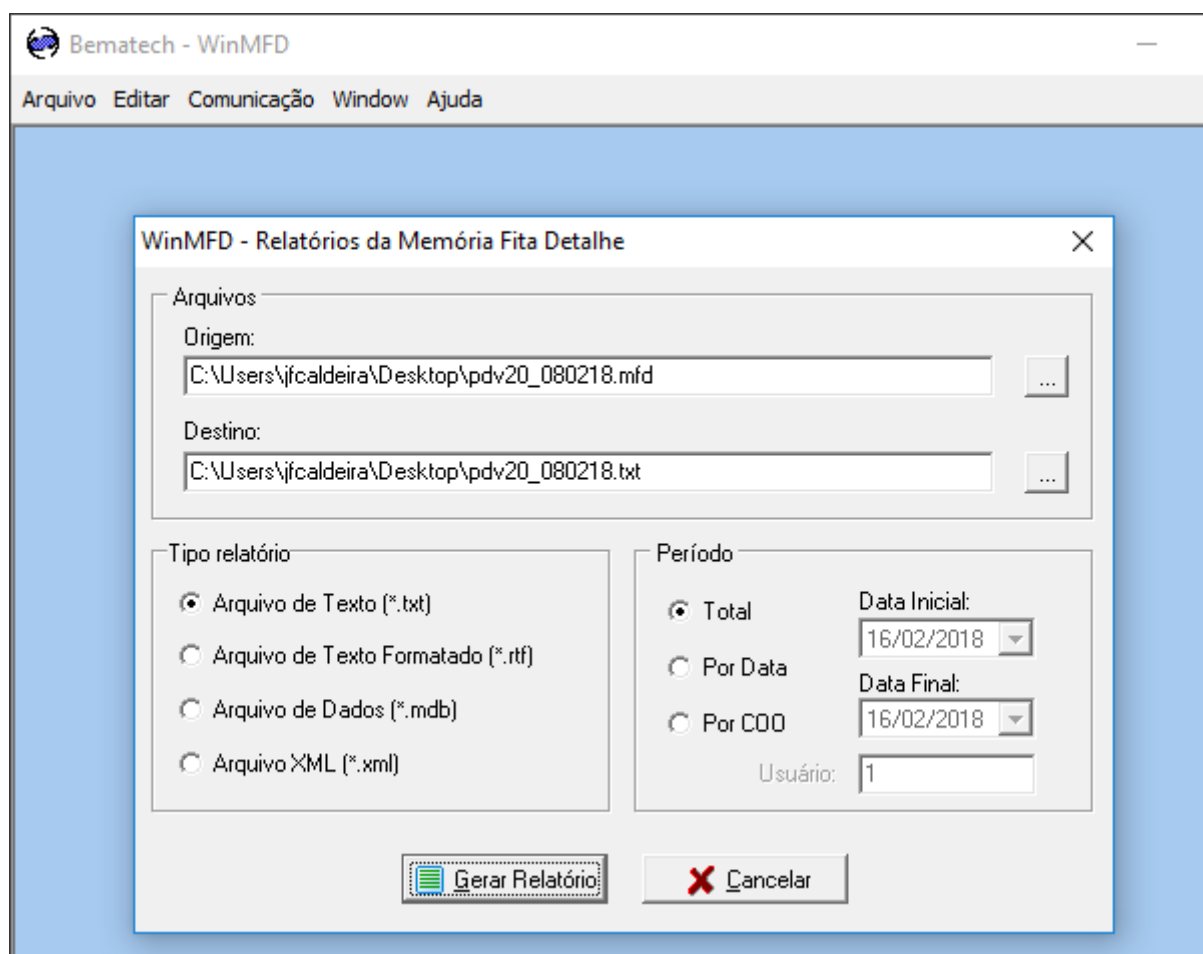 Bematech - WinMFD
Arquivo Editar Comunicação Window Ajuda
WinMFD - Relatórios da Memória Fita Detalhe
Arquivos
Origem:
C:\Users\jfcaldeira\Desktop\pdv20_080218.mfd
...
Destino:
C:\Users\jfcaldeira\Desktop\pdv20_080218.txt
...
Tipo relatório
Arquivo de Texto (*.txt)
Arquivo de Texto Formatado (*.rtf)
Arquivo de Dados (*.mdb)
Arquivo XML (*.xml)
Período
Total
Por Data
Por COO
Data Inicial:
16/02/2018
Data Final:
16/02/2018
Usuário: 1
Gerar Relatório
Cancelar